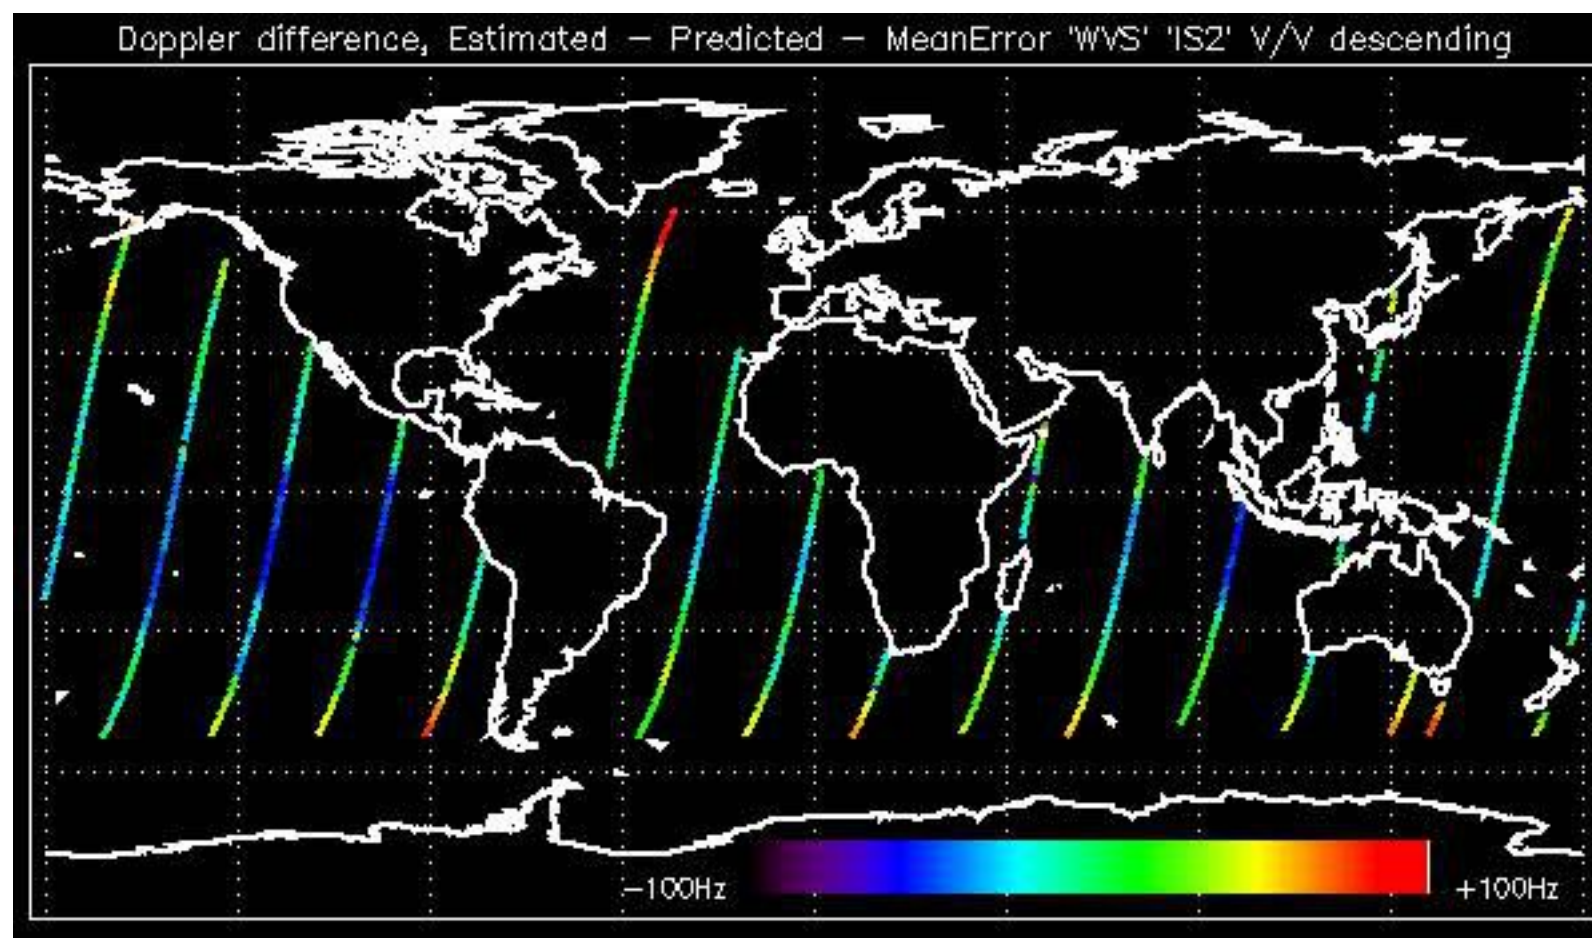 Doppler difference, Estimated – Predicted – MeanError 'WVS' 'IS2' V/V descending
–100Hz +100Hz